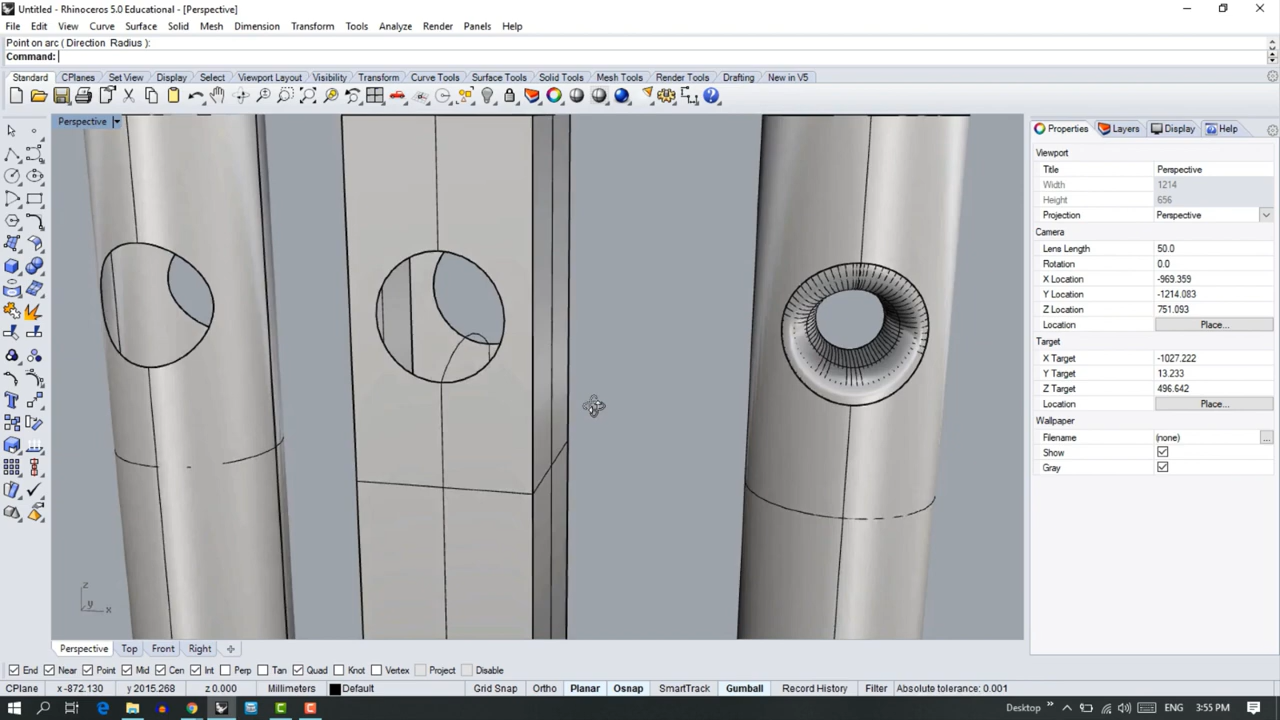 Untitled - Rhinoceros 5.0 Educational - [Perspective]
File Edit View Curve Surface Solid Mesh Dimension Transform Tools Analyze Render Panels Help
Point on arc ( Direction Radius ):
Command:
Standard CPlanes Set View Display Select Viewport Layout Visibility Transform Curve Tools Surface Tools Solid Tools Mesh Tools Render Tools Drafting New in V5
Perspective
Properties Layers Display Help
Viewport
Title Perspective
Width 1214
Height 656
Projection Perspective
Camera
Lens Length 50.0
Rotation 0.0
X Location -969.359
Y Location -1214.083
Z Location 751.093
Location Place...
Target
X Target -1027.222
Y Target 13.233
Z Target 496.642
Location Place...
Wallpaper
Filename (none) ...
Show
Gray
z
y x
Perspective Top Front Right
End Near Point Mid Cen Int Perp Tan Quad Knot Vertex Project Disable
CPlane x -872.130 y 2015.268 z 0.000 Millimeters Default Grid Snap Ortho Planar Osnap SmartTrack Gumball Record History Filter Absolute tolerance: 0.001
Desktop ENG 3:55 PM